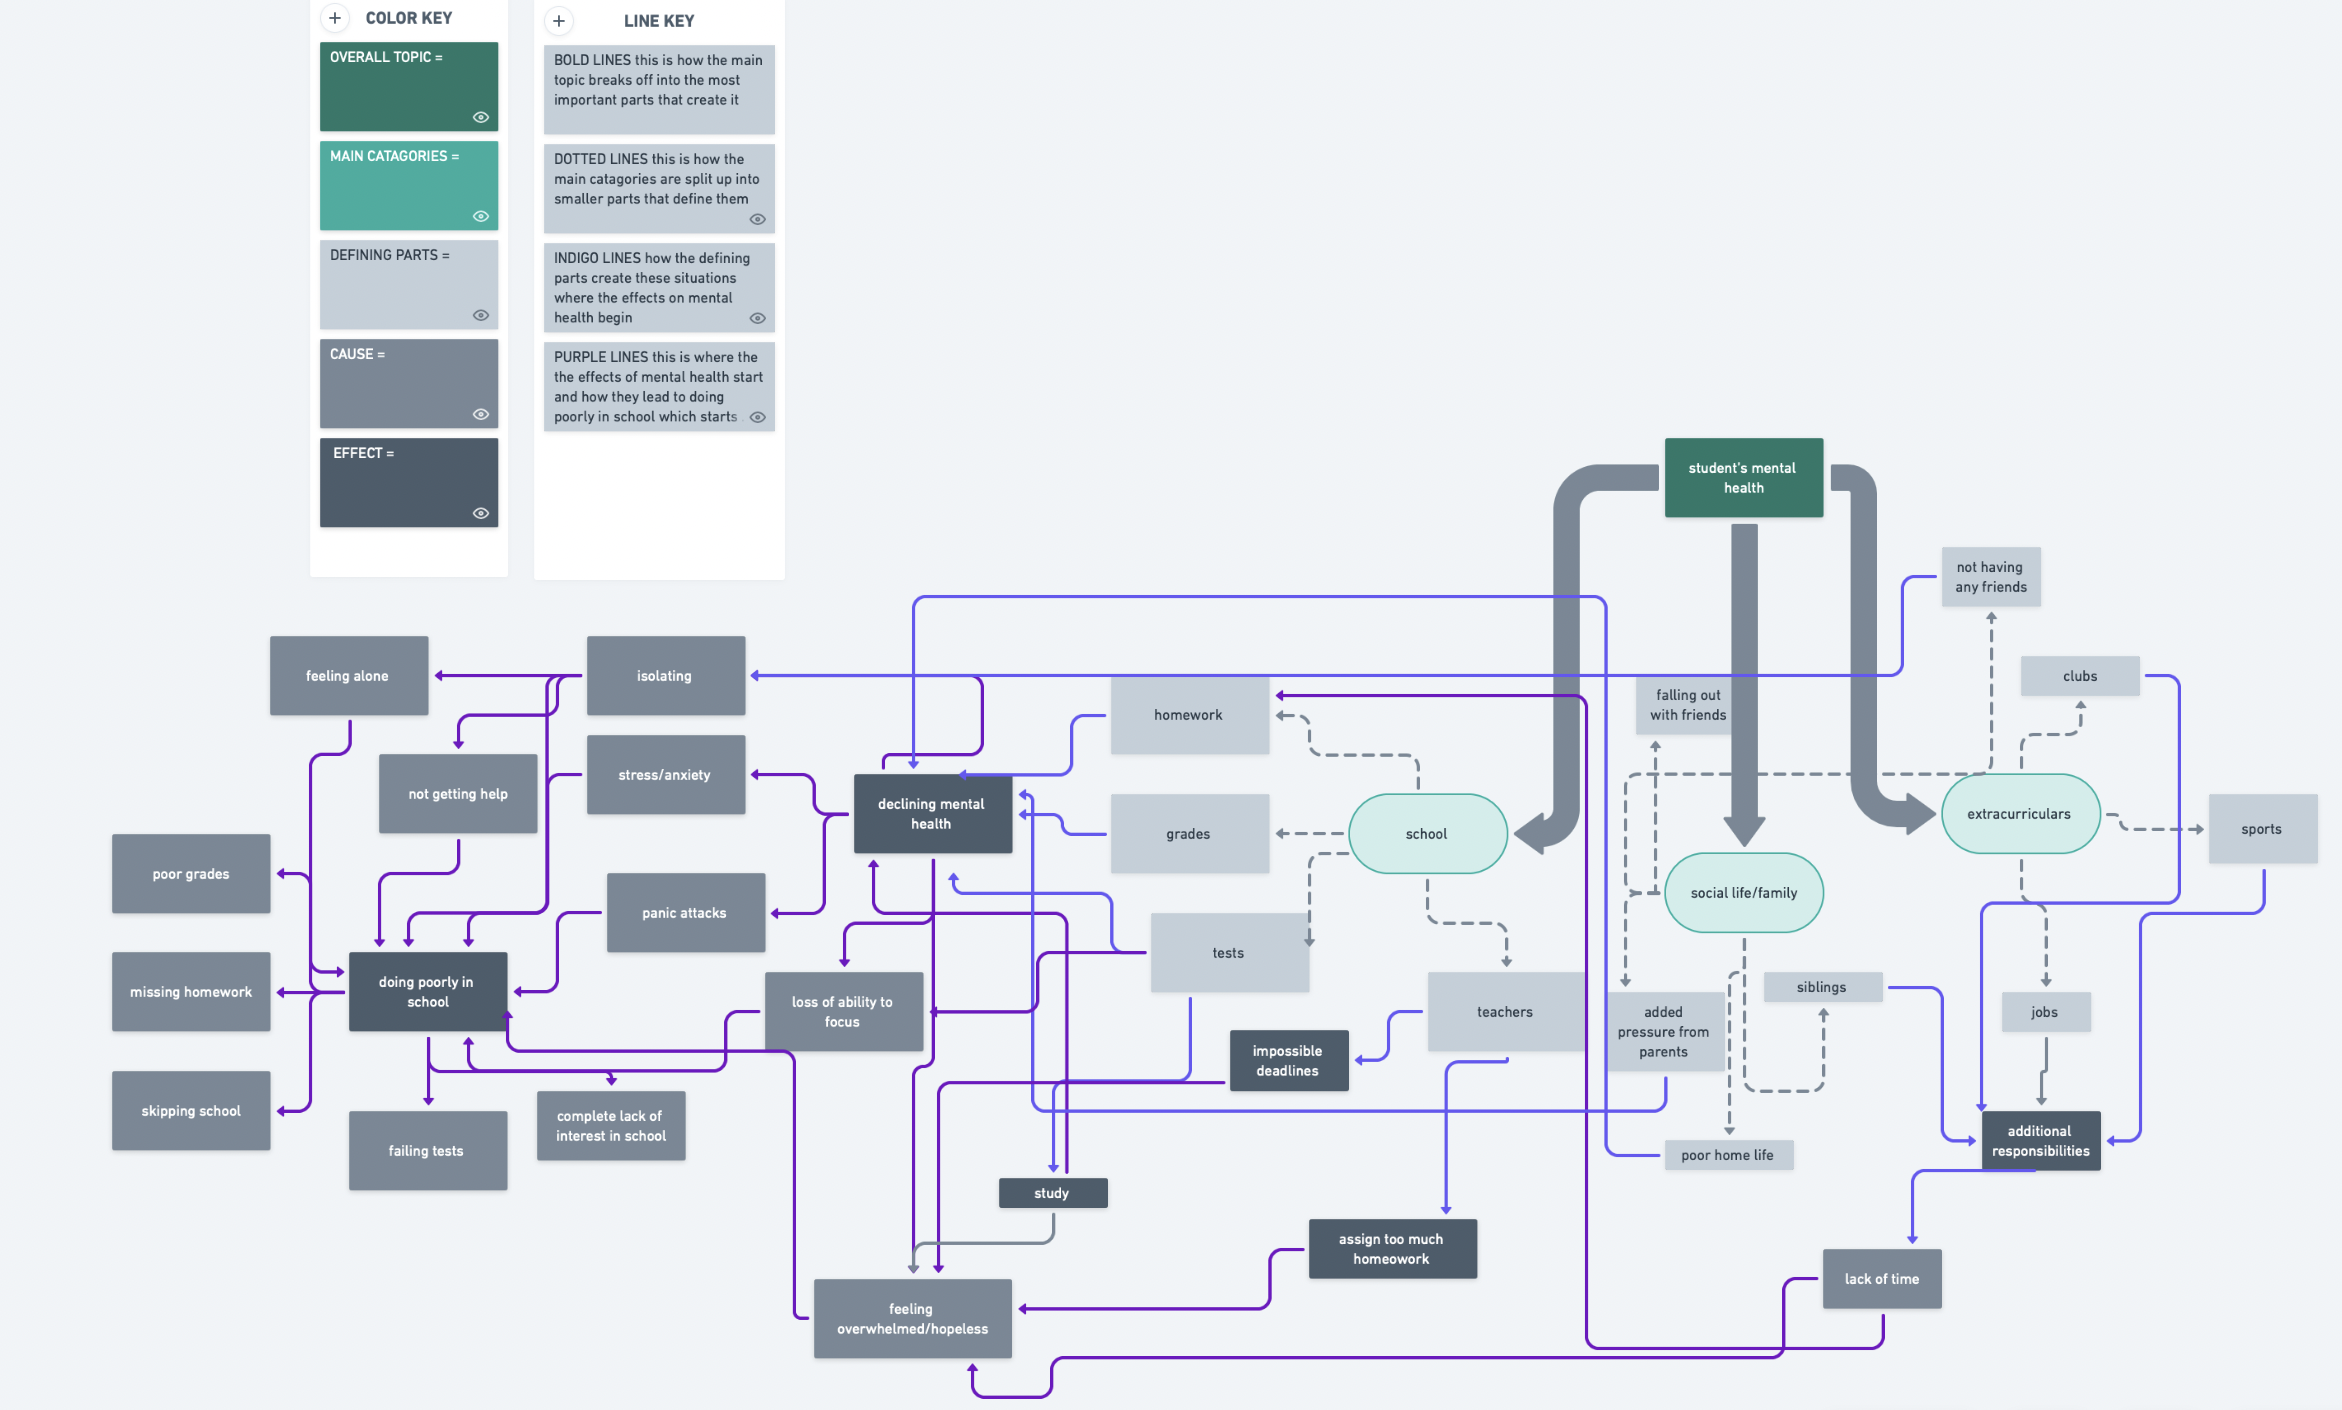 COLOR KEY
OVERALL TOPIC =
MAIN CATAGORIES =
DEFINING PARTS =
CAUSE =
EFFECT =
LINE KEY
BOLD LINES this is how the main
topic breaks off into the most
important parts that create it
DOTTED LINES this is how the
main catagories are split up into
smaller parts that define them
INDIGO LINES how the defining
parts create these situations
where the effects on mental
health begin
PURPLE LINES this is where the
the effects of mental health start
and how they lead to doing
poorly in school which starts
student's mental
health
not having
any friends
feeling alone
isolating
clubs
falling out
with friends
homework
stress/anxiety
not getting help
declining mental
health
grades
school
extracurriculars
sports
poor grades
social life/family
panic attacks
tests
missing homework
doing poorly in
school
loss of ability to
focus
teachers
siblings
added
pressure from
parents
jobs
impossible
deadlines
skipping school
failing tests
complete lack of
interest in school
poor home life
additional
responsibilities
study
assign too much
homeowork
lack of time
feeling
overwhelmed/hopeless